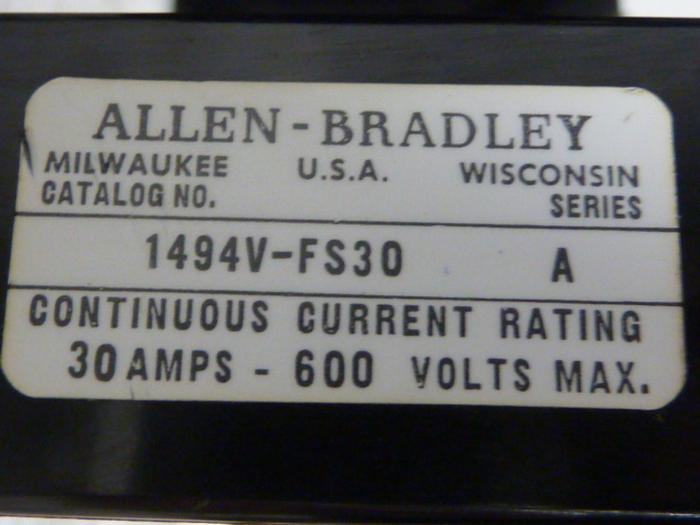 ALLEN-BRADLEY
MILWAUKEE U.S.A. WISCONSIN
CATALOG NO. SERIES
1494V-FS30 A
CONTINUOUS CURRENT RATING
30 AMPS - 600 VOLTS MAX.